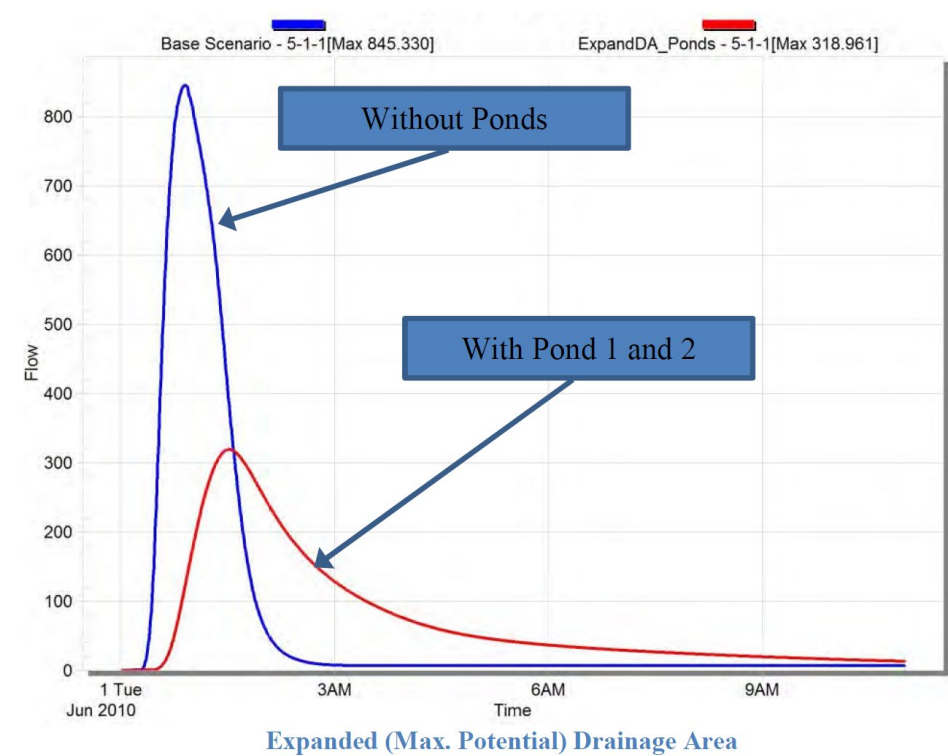 Base Scenario - 5-1-1[Max 845.330]
ExpandDA_Ponds - 5-1-1[Max 318.961]
Without Ponds
With Pond 1 and 2
Flow
800
700
600
500
400
300
200
100
0
1 Tue
3AM
6AM
9AM
Jun 2010
Time
Expanded (Max. Potential) Drainage Area